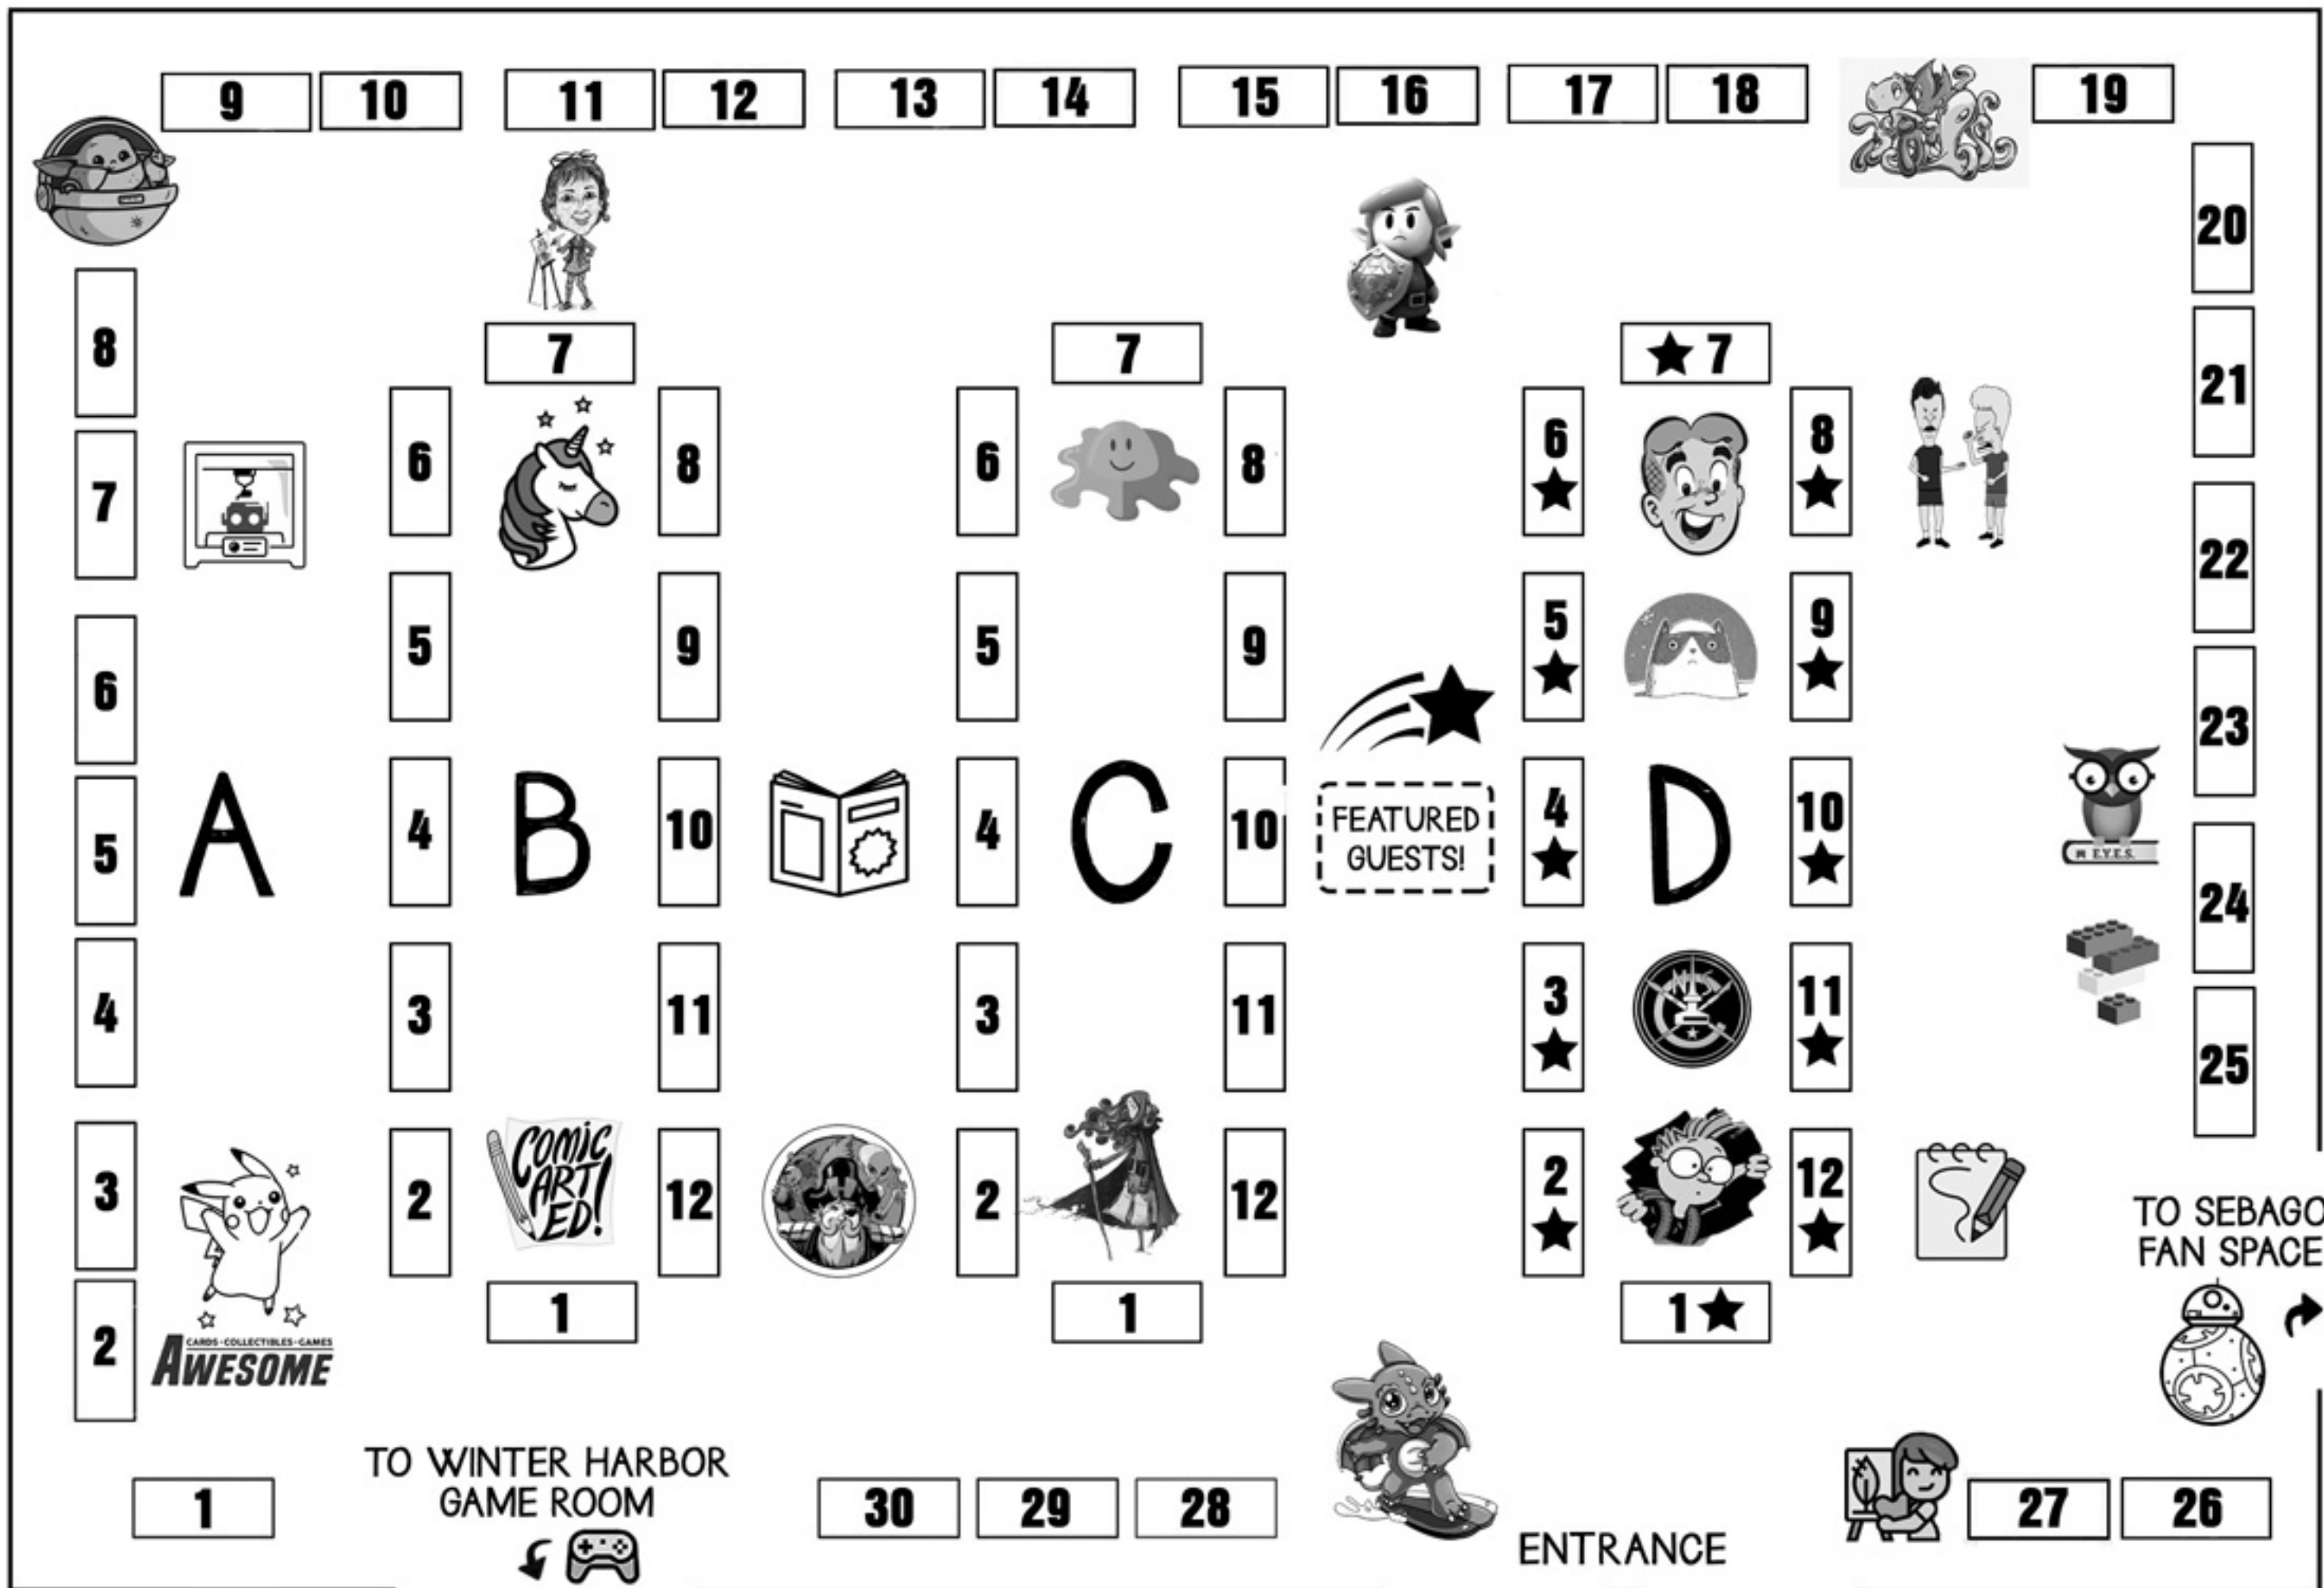 9 10 11 12 13 14 15 16 17 18 19
20
8 7 7 ★ 7 21
7 6 8 6 8 6 ★ 8 ★ 22
6 5 9 5 9 5 ★ 9 ★ 23
5 A 4 B 10 4 C 10 FEATURED
GUESTS! 4 ★ D 10 ★ 24
E.Y.E.S.
4 3 11 3 11 3 ★ 11 ★ 25
3 2 COMIC
ART
ED! 12 2 12 2 ★ 12 ★
TO SEBAGO
FAN SPACE
2 1 1 1 ★
CARDS·COLLECTIBLES·GAMES
AWESOME
TO WINTER HARBOR
GAME ROOM
1 30 29 28 27 26
ENTRANCE